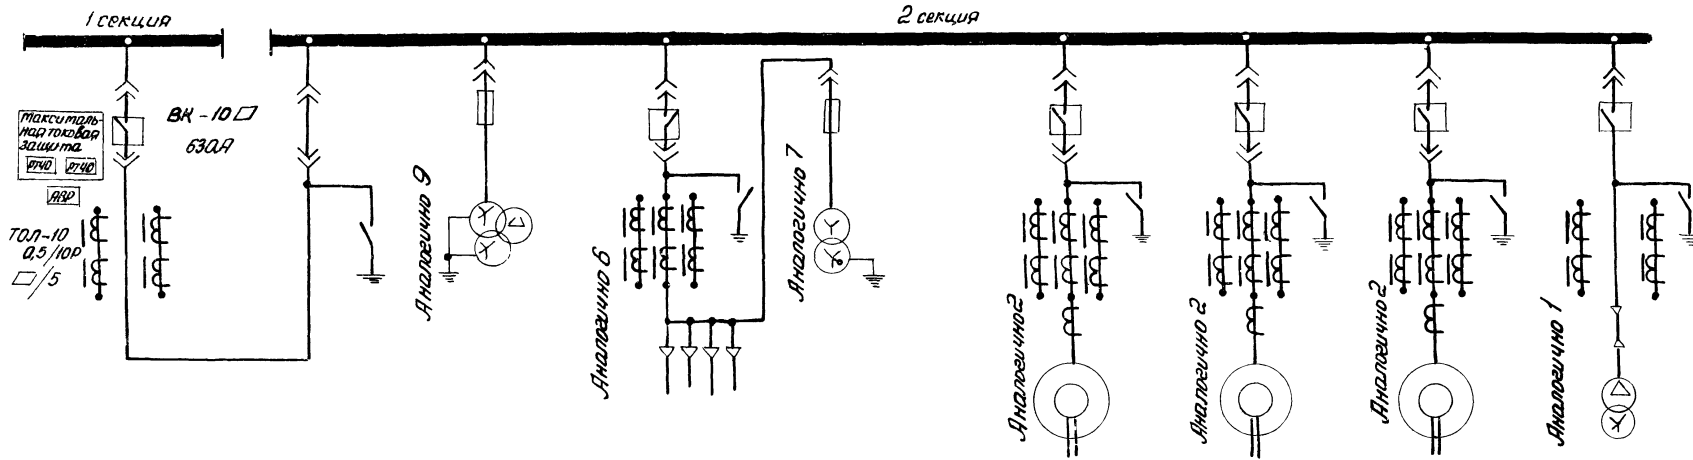 1 секция
2 секция
Максималь-
ная токовая
защита
РТ40 РТ40
АВР
ВК-10
630А
ТОЛ-10
0,5/10Р
/5
Аналогично 9
Аналогично 6
Аналогично 7
Аналогично 2
Аналогично 2
Аналогично 2
Аналогично 1